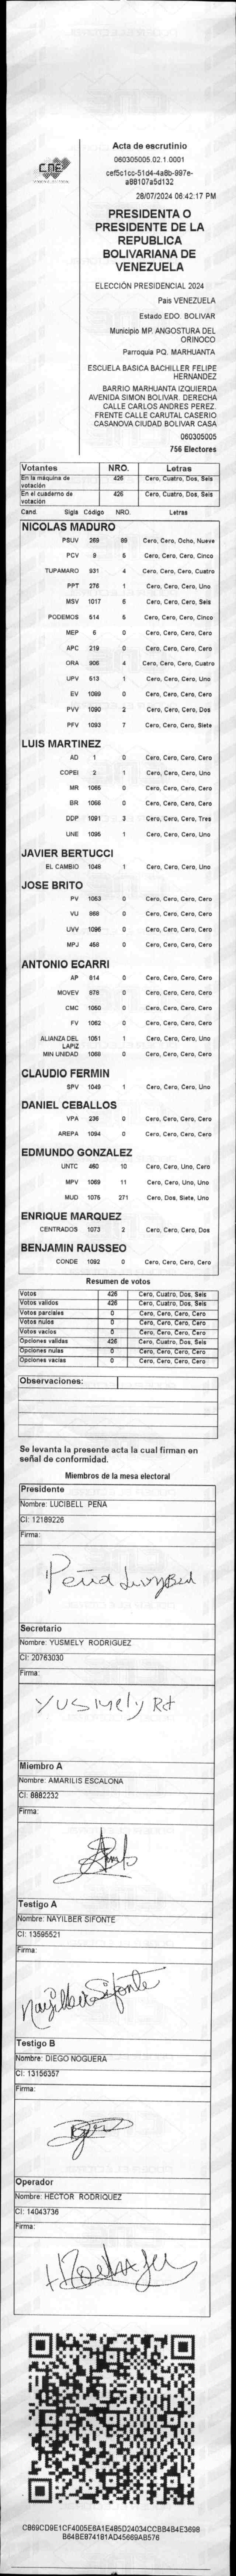 CNE
Acta de escrutinio
060305005.02.1.0001
cef5c1cc-51d4-4a6b-997e-
a88107a5d132
28/07/2024 06:42:17 PM
PRESIDENTA O
PRESIDENTE DE LA
REPUBLICA
BOLIVARIANA DE
VENEZUELA
ELECCIÓN PRESIDENCIAL 2024
Pais VENEZUELA
Estado EDO. BOLIVAR
Municipio MP. ANGOSTURA DEL
ORINOCO
Parroquia PQ. MARHUANTA
ESCUELA BASICA BACHILLER FELIPE
HERNANDEZ
BARRIO MARHUANTA IZQUIERDA
AVENIDA SIMON BOLIVAR. DERECHA
CALLE CARLOS ANDRES PEREZ.
FRENTE CALLE CARUTAL CASERIO
CASANOVA CIUDAD BOLIVAR CASA
060305005
756 Electores
Votantes NRO. Letras
En la máquina de votación 426 Cero, Cuatro, Dos, Seis
En el cuaderno de votación 426 Cero, Cuatro, Dos, Seis
Cand. Sigla Código NRO. Letras
NICOLAS MADURO
PSUV 269 89 Cero, Cero, Ocho, Nueve
PCV 9 5 Cero, Cero, Cero, Cinco
TUPAMARO 931 4 Cero, Cero, Cero, Cuatro
PPT 276 1 Cero, Cero, Cero, Uno
MSV 1017 6 Cero, Cero, Cero, Seis
PODEMOS 514 5 Cero, Cero, Cero, Cinco
MEP 6 0 Cero, Cero, Cero, Cero
APC 219 0 Cero, Cero, Cero, Cero
ORA 906 4 Cero, Cero, Cero, Cuatro
UPV 613 1 Cero, Cero, Cero, Uno
EV 1089 0 Cero, Cero, Cero, Cero
PVV 1090 2 Cero, Cero, Cero, Dos
PFV 1093 7 Cero, Cero, Cero, Siete
LUIS MARTINEZ
AD 1 0 Cero, Cero, Cero, Cero
COPEI 2 1 Cero, Cero, Cero, Uno
MR 1065 0 Cero, Cero, Cero, Cero
BR 1066 0 Cero, Cero, Cero, Cero
DDP 1091 3 Cero, Cero, Cero, Tres
UNE 1095 1 Cero, Cero, Cero, Uno
JAVIER BERTUCCI
EL CAMBIO 1048 1 Cero, Cero, Cero, Uno
JOSE BRITO
PV 1053 0 Cero, Cero, Cero, Cero
VU 868 0 Cero, Cero, Cero, Cero
UVV 1096 0 Cero, Cero, Cero, Cero
MPJ 458 0 Cero, Cero, Cero, Cero
ANTONIO ECARRI
AP 614 0 Cero, Cero, Cero, Cero
MOVEV 978 0 Cero, Cero, Cero, Cero
CMC 1050 0 Cero, Cero, Cero, Cero
FV 1062 0 Cero, Cero, Cero, Cero
ALIANZA DEL LAPIZ 1051 1 Cero, Cero, Cero, Uno
MIN UNIDAD 1068 0 Cero, Cero, Cero, Cero
CLAUDIO FERMIN
SPV 1049 1 Cero, Cero, Cero, Uno
DANIEL CEBALLOS
VPA 236 0 Cero, Cero, Cero, Cero
AREPA 1094 0 Cero, Cero, Cero, Cero
EDMUNDO GONZALEZ
UNTC 460 10 Cero, Cero, Uno, Cero
MPV 1069 11 Cero, Cero, Uno, Uno
MUD 1075 271 Cero, Dos, Siete, Uno
ENRIQUE MARQUEZ
CENTRADOS 1073 2 Cero, Cero, Cero, Dos
BENJAMIN RAUSSEO
CONDE 1092 0 Cero, Cero, Cero, Cero
Resumen de votos
Votos 426 Cero, Cuatro, Dos, Seis
Votos validos 426 Cero, Cuatro, Dos, Seis
Votos parciales 0 Cero, Cero, Cero, Cero
Votos nulos 0 Cero, Cero, Cero, Cero
Votos vacios 0 Cero, Cero, Cero, Cero
Opciones validas 426 Cero, Cuatro, Dos, Seis
Opciones nulas 0 Cero, Cero, Cero, Cero
Opciones vacias 0 Cero, Cero, Cero, Cero
Observaciones:
Se levanta la presente acta la cual firman en
señal de conformidad.
Miembros de la mesa electoral
Presidente
Nombre: LUCIBELL PEÑA
CI: 12189226
Firma:
Secretario
Nombre: YUSMELY RODRIGUEZ
CI: 20763030
Firma:
Yusmely Rd
Miembro A
Nombre: AMARILIS ESCALONA
CI: 8882232
Firma:
Testigo A
Nombre: NAYILBER SIFONTE
CI: 13595521
Firma:
Nayilber Sifonte
Testigo B
Nombre: DIEGO NOGUERA
CI: 13156357
Firma:
Operador
Nombre: HECTOR RODRIQUEZ
CI: 14043736
Firma:
C869CD9E1CF4005E6A1E485D24034CCBB4B4E3698
B64BE874181AD45669AB576